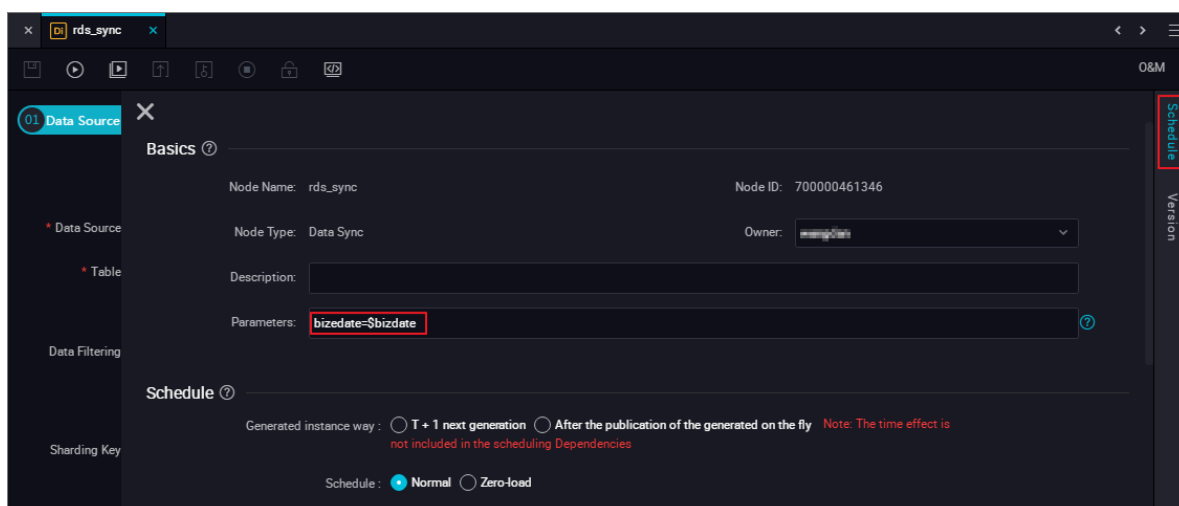 DI rds_sync
O&M
01 Data Source
Schedule
Basics
Node Name: rds_sync
Node ID: 700000461346
Version
* Data Source
Node Type: Data Sync
Owner:
* Table
Description:
Parameters: bizedate=$bizdate
Data Filtering
Schedule
Generated instance way : T + 1 next generation After the publication of the generated on the fly Note: The time effect is
not included in the scheduling Dependencies
Sharding Key
Schedule : Normal Zero-load